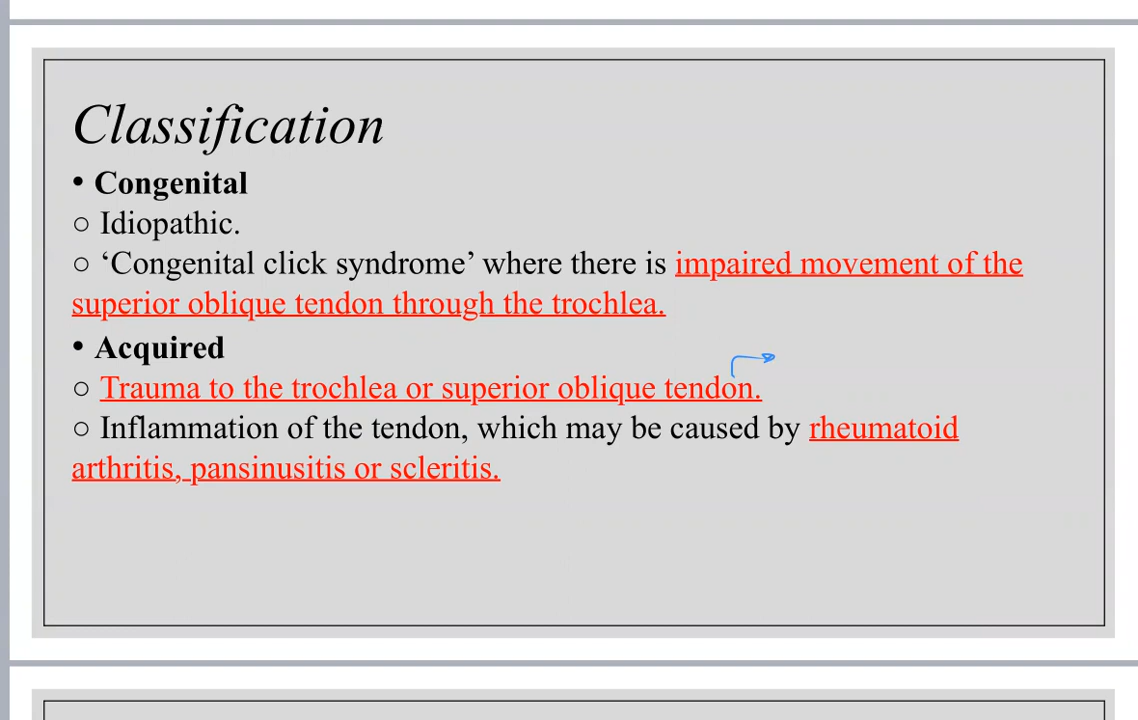 Classification
• Congenital
○ Idiopathic.
○ ‘Congenital click syndrome’ where there is impaired movement of the
superior oblique tendon through the trochlea.
• Acquired
○ Trauma to the trochlea or superior oblique tendon.
○ Inflammation of the tendon, which may be caused by rheumatoid
arthritis, pansinusitis or scleritis.